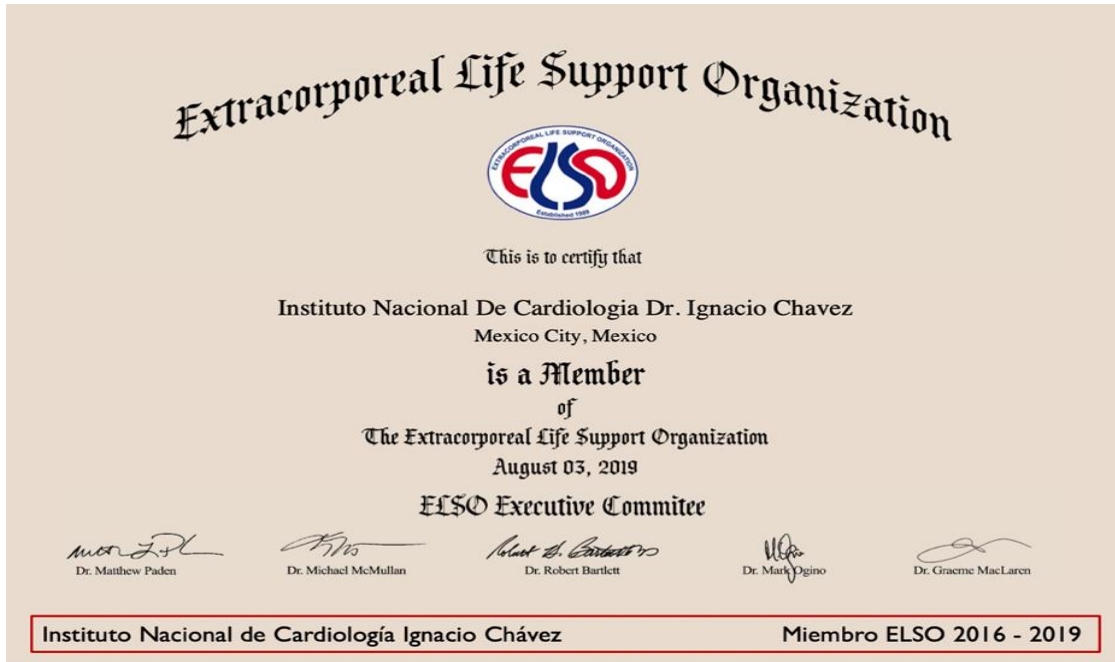 Extracorporeal Life Support Organization
EXTRACORPOREAL LIFE SUPPORT ORGANIZATION
ELSO
Established 1989
This is to certify that
Instituto Nacional De Cardiologia Dr. Ignacio Chavez
Mexico City, Mexico
is a Member
of
The Extracorporeal Life Support Organization
August 03, 2019
ELSO Executive Commitee
Dr. Matthew Paden
Dr. Michael McMullan
Dr. Robert Bartlett
Dr. Mark Ogino
Dr. Graeme MacLaren
Instituto Nacional de Cardiología Ignacio Chávez
Miembro ELSO 2016 - 2019